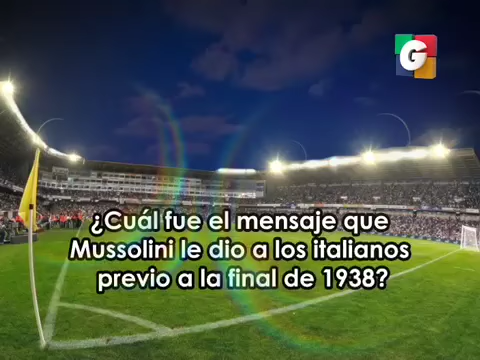 G
¿Cuál fue el mensaje que
Mussolini le dio a los italianos
previo a la final de 1938?